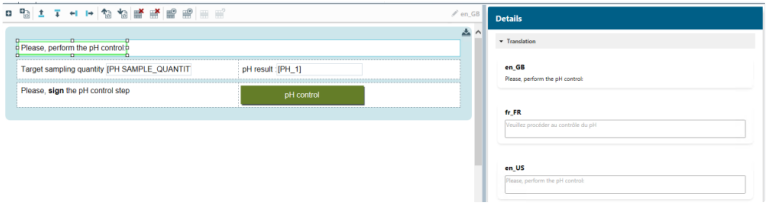 en_GB
Please, perform the pH control
Target sampling quantity [PH SAMPLE_QUANTIT
pH result [PH_1]
Please, sign the pH control step
pH control
Details
Translation
en_GB
Please, perform the pH control
fr_FR
Veuillez procéder au contrôle du pH
en_US
Please, perform the pH control